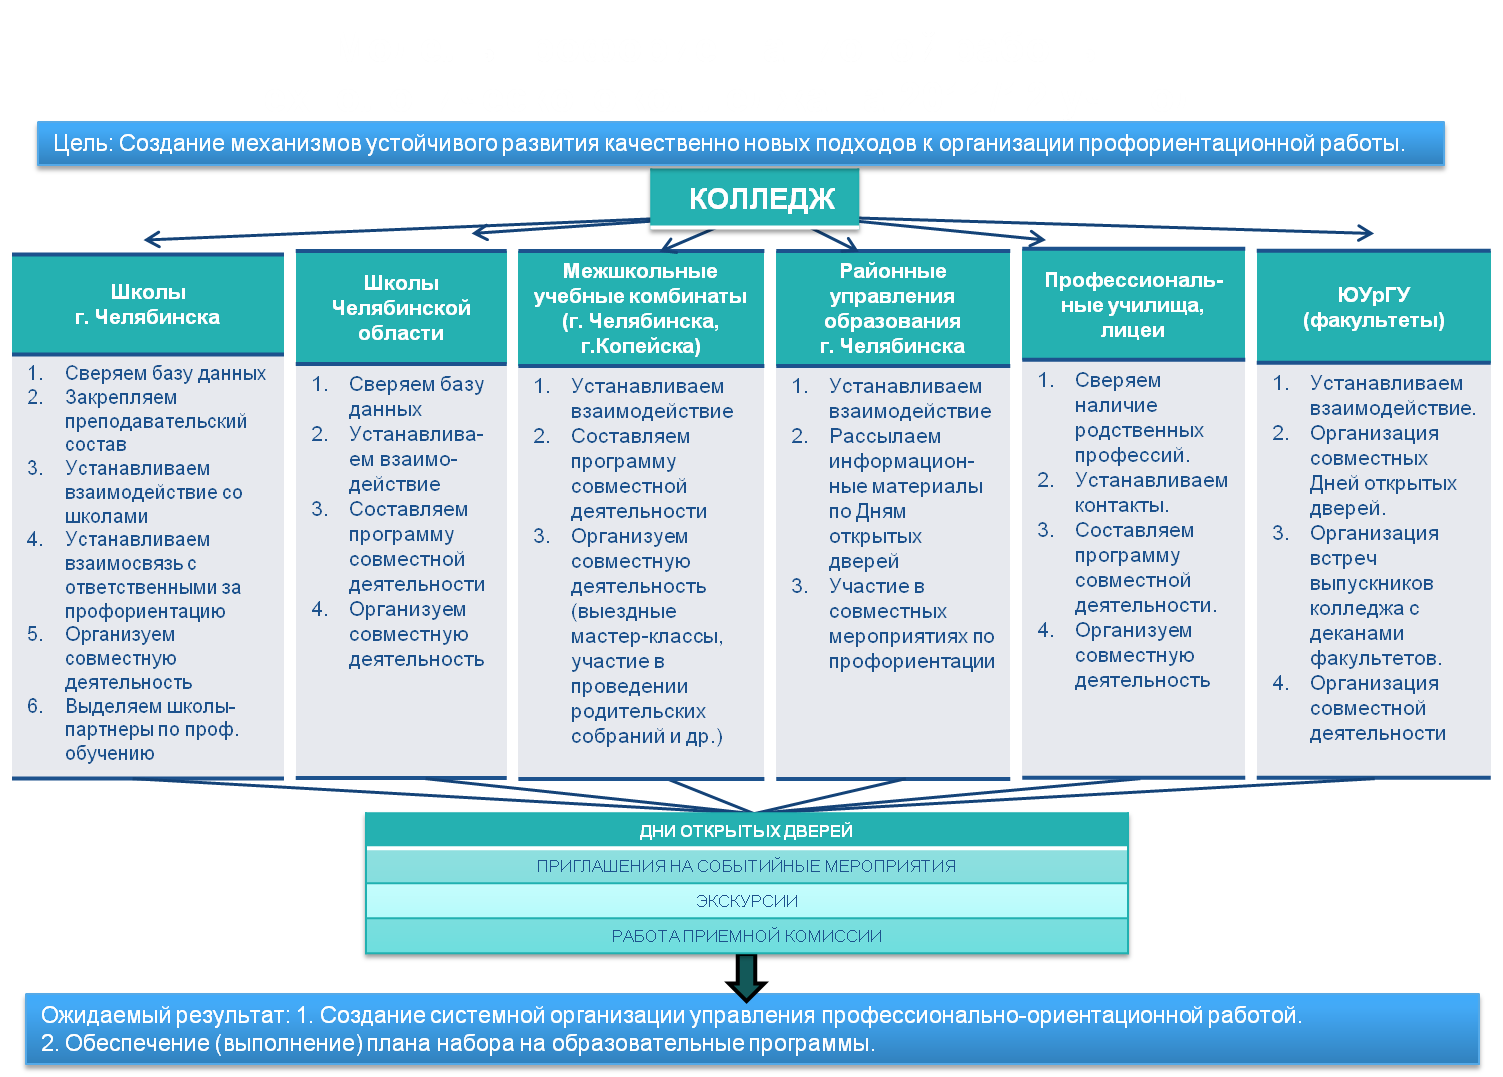 Цель: Создание механизмов устойчивого развития качественно новых подходов к организации профориентационной работы.
КОЛЛЕДЖ
Школы
г. Челябинска
1. Сверяем базу данных
2. Закрепляем
преподавательский
состав
3. Устанавливаем
взаимодействие со
школами
4. Устанавливаем
взаимосвязь с
ответственными за
профориентацию
5. Организуем
совместную
деятельность
6. Выделяем школы-
партнеры по проф.
обучению
Школы
Челябинской
области
1. Сверяем базу
данных
2. Устанавлива-
ем взаимо-
действие
3. Составляем
программу
совместной
деятельности
4. Организуем
совместную
деятельность
Межшкольные
учебные комбинаты
(г. Челябинска,
г.Копейска)
1. Устанавливаем
взаимодействие
2. Составляем
программу
совместной
деятельности
3. Организуем
совместную
деятельность
(выездные
мастер-классы,
участие в
проведении
родительских
собраний и др.)
Районные
управления
образования
г. Челябинска
1. Устанавливаем
взаимодействие
2. Рассылаем
информацион-
ные материалы
по Дням
открытых
дверей
3. Участие в
совместных
мероприятиях по
профориентации
Профессиональ-
ные училища,
лицеи
1. Сверяем
наличие
родственных
профессий.
2. Устанавливаем
контакты.
3. Составляем
программу
совместной
деятельности.
4. Организуем
совместную
деятельность
ЮУрГУ
(факультеты)
1. Устанавливаем
взаимодействие.
2. Организация
совместных
Дней открытых
дверей.
3. Организация
встреч
выпускников
колледжа с
деканами
факультетов.
4. Организация
совместной
деятельности
ДНИ ОТКРЫТЫХ ДВЕРЕЙ
ПРИГЛАШЕНИЯ НА СОБЫТИЙНЫЕ МЕРОПРИЯТИЯ
ЭКСКУРСИИ
РАБОТА ПРИЕМНОЙ КОМИССИИ
Ожидаемый результат: 1. Создание системной организации управления профессионально-ориентационной работой.
2. Обеспечение (выполнение) плана набора на образовательные программы.